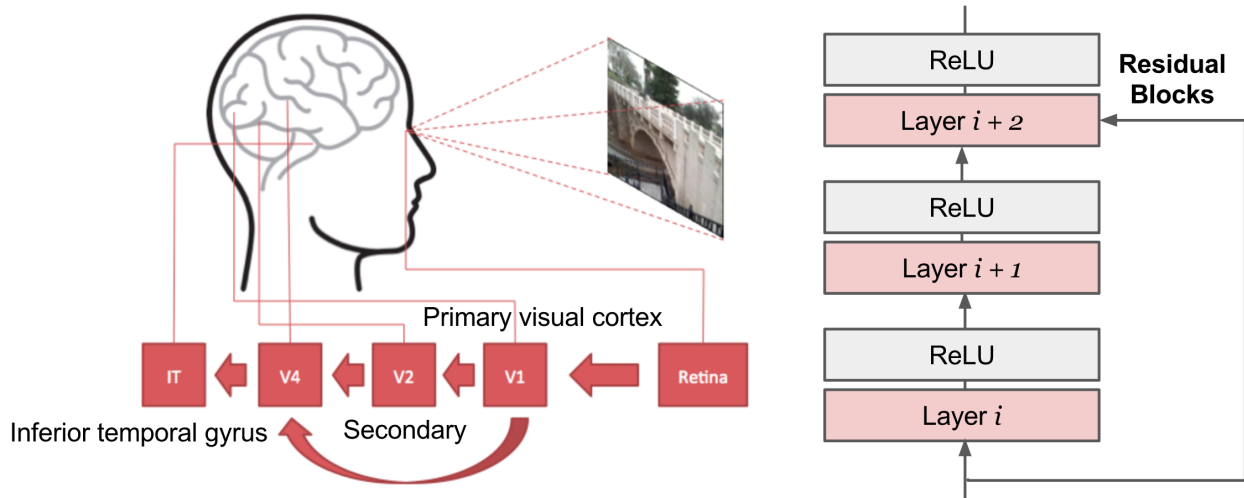 Primary visual cortex
IT
V4
V2
V1
Retina
Inferior temporal gyrus
Secondary
ReLU
Layer i + 2
Residual
Blocks
ReLU
Layer i + 1
ReLU
Layer i